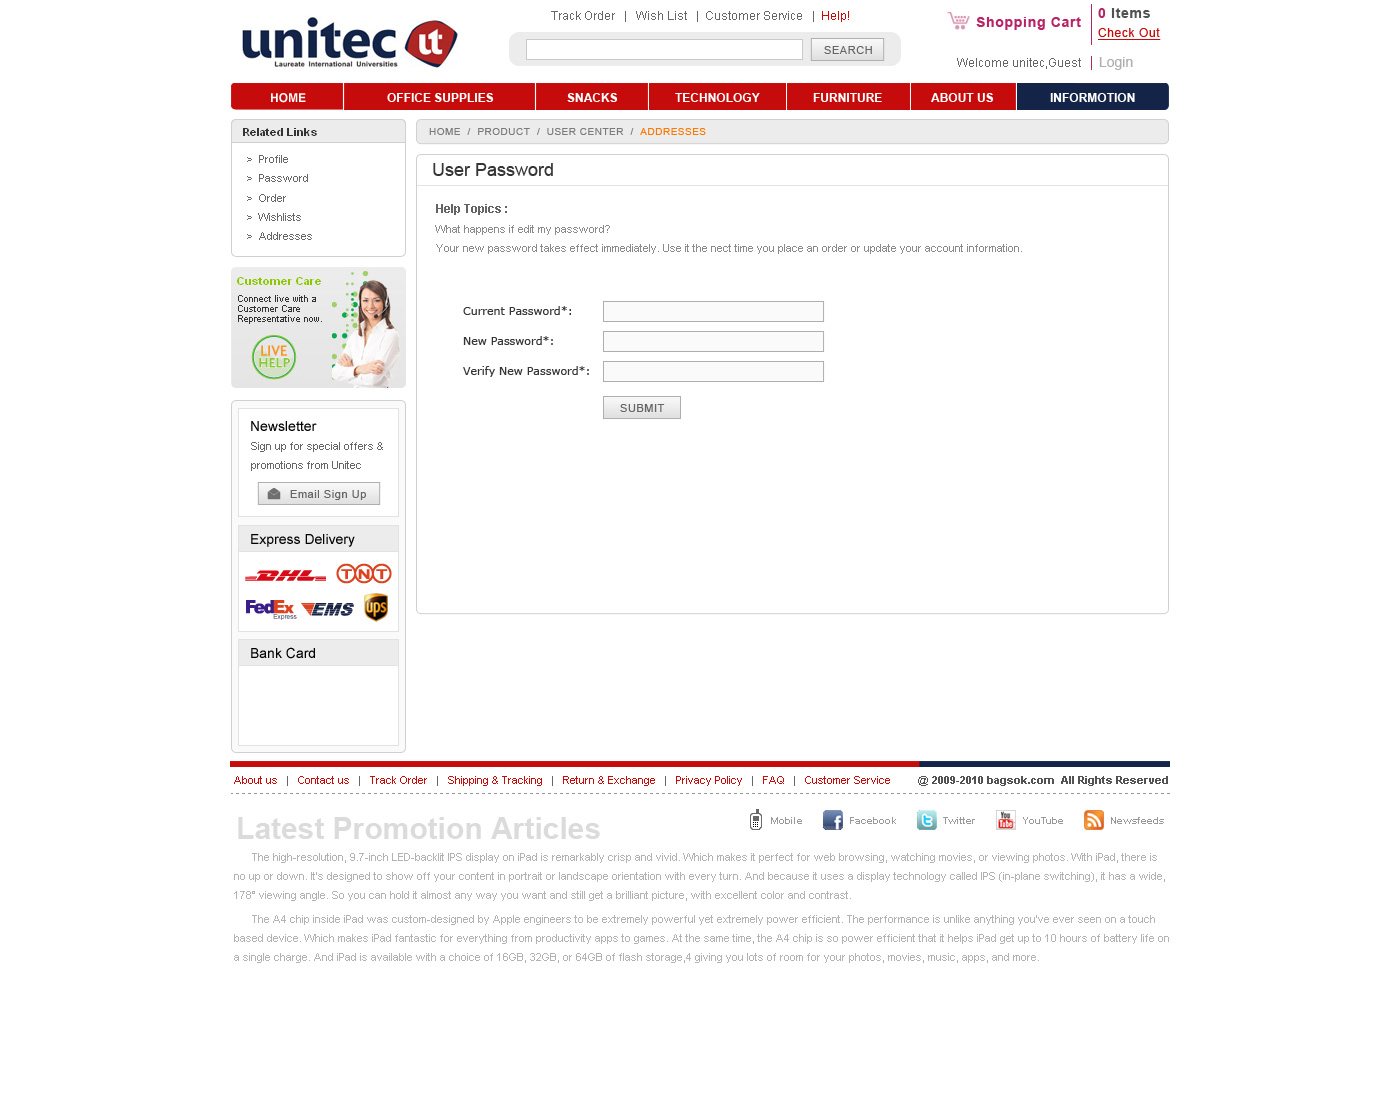 Track Order | Wish List | Customer Service | Help!
unitec ut
Laureate International Universities
SEARCH
Shopping Cart
0 Items
Check Out
Welcome unitec,Guest | Login
HOME OFFICE SUPPLIES SNACKS TECHNOLOGY FURNITURE ABOUT US INFORMOTION
Related Links
> Profile
> Password
> Order
> Wishlists
> Addresses
HOME / PRODUCT / USER CENTER / ADDRESSES
User Password
Help Topics :
What happens if edit my password?
Your new password takes effect immediately. Use it the nect time you place an order or update your account information.
Current Password*:
New Password*:
Verify New Password*:
SUBMIT
Customer Care
Connect live with a
Customer Care
Representative now.
LIVE
HELP
Newsletter
Sign up for special offers &
promotions from Unitec
Email Sign Up
Express Delivery
DHL TNT
FedEx Express EMS ups
Bank Card
About us | Contact us | Track Order | Shipping & Tracking | Return & Exchange | Privacy Policy | FAQ | Customer Service
@ 2009-2010 bagsok.com All Rights Reserved
Latest Promotion Articles
Mobile Facebook Twitter You Tube YouTube Newsfeeds
The high-resolution, 9.7-inch LED-backlit IPS display on iPad is remarkably crisp and vivid. Which makes it perfect for web browsing, watching movies, or viewing photos. With iPad, there is
no up or down. It's designed to show off your content in portrait or landscape orientation with every turn. And because it uses a display technology called IPS (in-plane switching), it has a wide,
178° viewing angle. So you can hold it almost any way you want and still get a brilliant picture, with excellent color and contrast.
The A4 chip inside iPad was custom-designed by Apple engineers to be extremely powerful yet extremely power efficient. The performance is unlike anything you've ever seen on a touch
based device. Which makes iPad fantastic for everything from productivity apps to games. At the same time, the A4 chip is so power efficient that it helps iPad get up to 10 hours of battery life on
a single charge. And iPad is available with a choice of 16GB, 32GB, or 64GB of flash storage,4 giving you lots of room for your photos, movies, music, apps, and more.